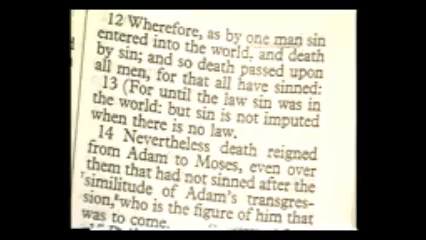 12 Wherefore, as by one man sin
entered into the world, and death
by sin; and so death passed upon
all men, for that all have sinned:
13 (For until the law sin was in
the world: but sin is not imputed
when there is no law.
14 Nevertheless death reigned
from Adam to Moses, even over
them that had not sinned after the
similitude of Adam's transgres-
sion, who is the figure of him that
was to come.